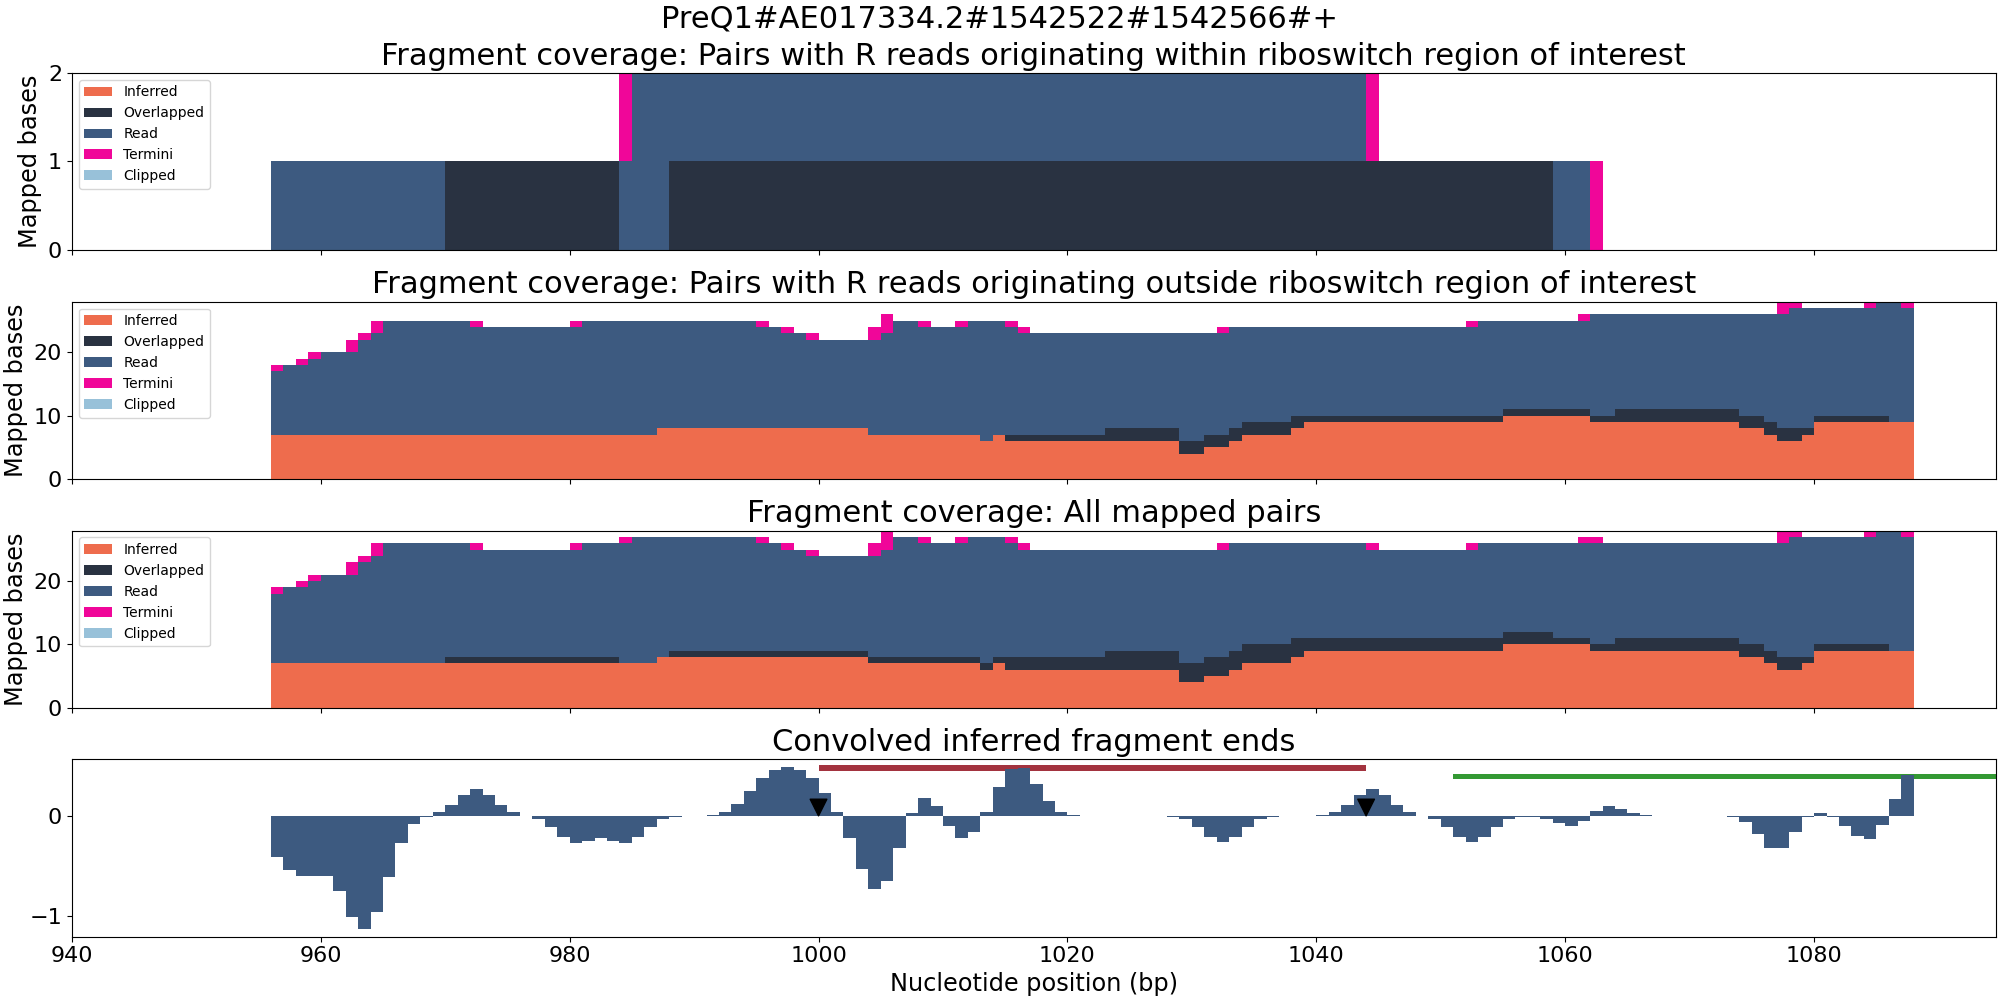 PreQ1#AE017334.2#1542522#1542566#+
Fragment coverage: Pairs with R reads originating within riboswitch region of interest
Mapped bases
2
1
0
Inferred
Overlapped
Read
Termini
Clipped
Fragment coverage: Pairs with R reads originating outside riboswitch region of interest
Mapped bases
20
10
0
Inferred
Overlapped
Read
Termini
Clipped
Fragment coverage: All mapped pairs
Mapped bases
20
10
0
Inferred
Overlapped
Read
Termini
Clipped
Convolved inferred fragment ends
0
−1
940 960 980 1000 1020 1040 1060 1080
Nucleotide position (bp)